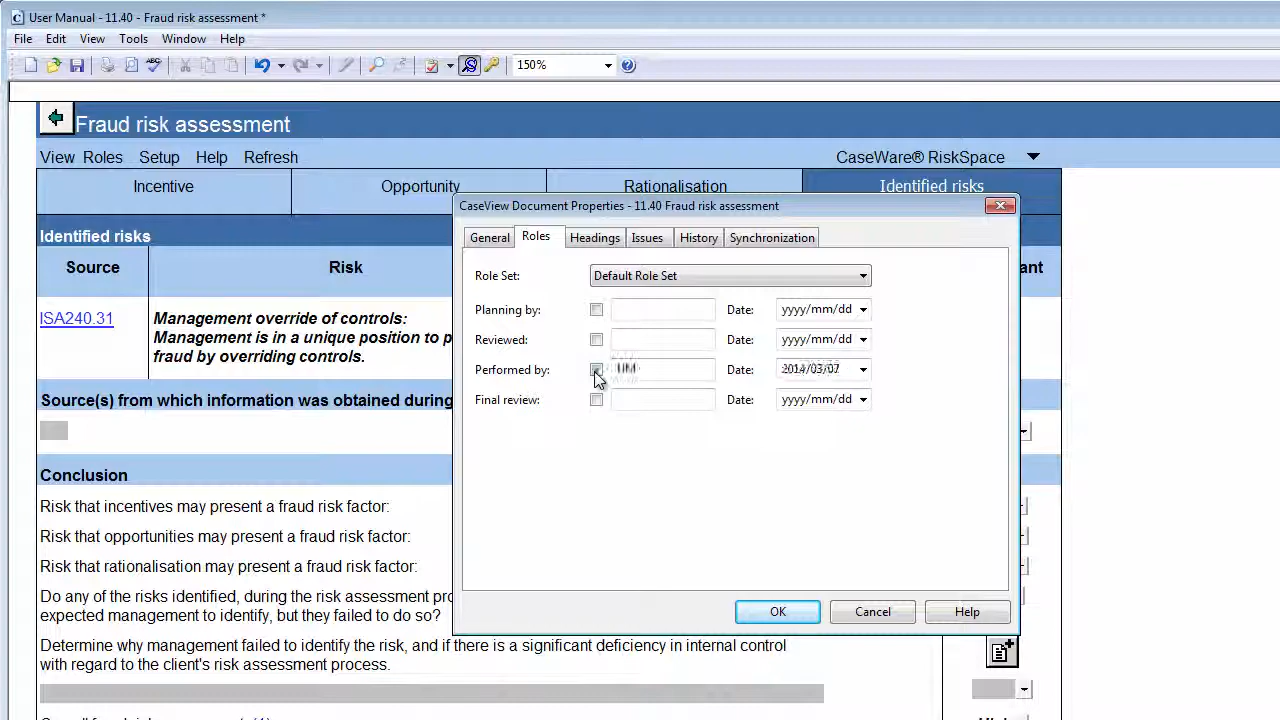 User Manual - 11.40 - Fraud risk assessment *
File Edit View Tools Window Help
ABC 150%
Fraud risk assessment
View Roles Setup Help Refresh CaseWare® RiskSpace
Incentive Opportunity Rationalisation Identified risks
CaseView Document Properties - 11.40 Fraud risk assessment
General Roles Headings Issues History Synchronization
Role Set: Default Role Set
Planning by: Date: yyyy/mm/dd
Reviewed: Date: yyyy/mm/dd
Performed by: Date: 2014/03/07
Final review: Date: yyyy/mm/dd
OK Cancel Help
Identified risks
Source Risk
ISA240.31
Management override of controls:
Management is in a unique position to p
fraud by overriding controls.
Source(s) from which information was obtained during
Conclusion
Risk that incentives may present a fraud risk factor:
Risk that opportunities may present a fraud risk factor:
Risk that rationalisation may present a fraud risk factor:
Do any of the risks identified, during the risk assessment pro
expected management to identify, but they failed to do so?
Determine why management failed to identify the risk, and if there is a significant deficiency in internal control
with regard to the client's risk assessment process.